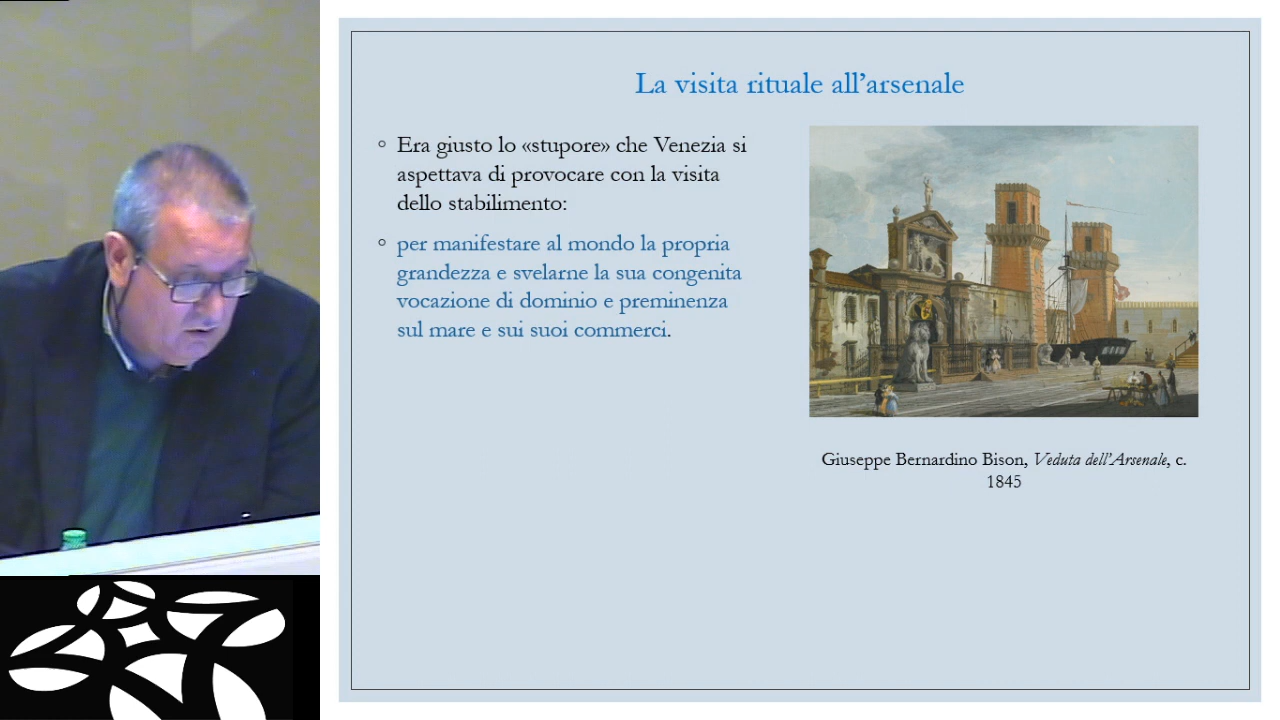 La visita rituale all’arsenale
Era giusto lo «stupore» che Venezia si
aspettava di provocare con la visita
dello stabilimento:
per manifestare al mondo la propria
grandezza e svelarne la sua congenita
vocazione di dominio e preminenza
sul mare e sui suoi commerci.
Giuseppe Bernardino Bison, Veduta dell’Arsenale, c.
1845